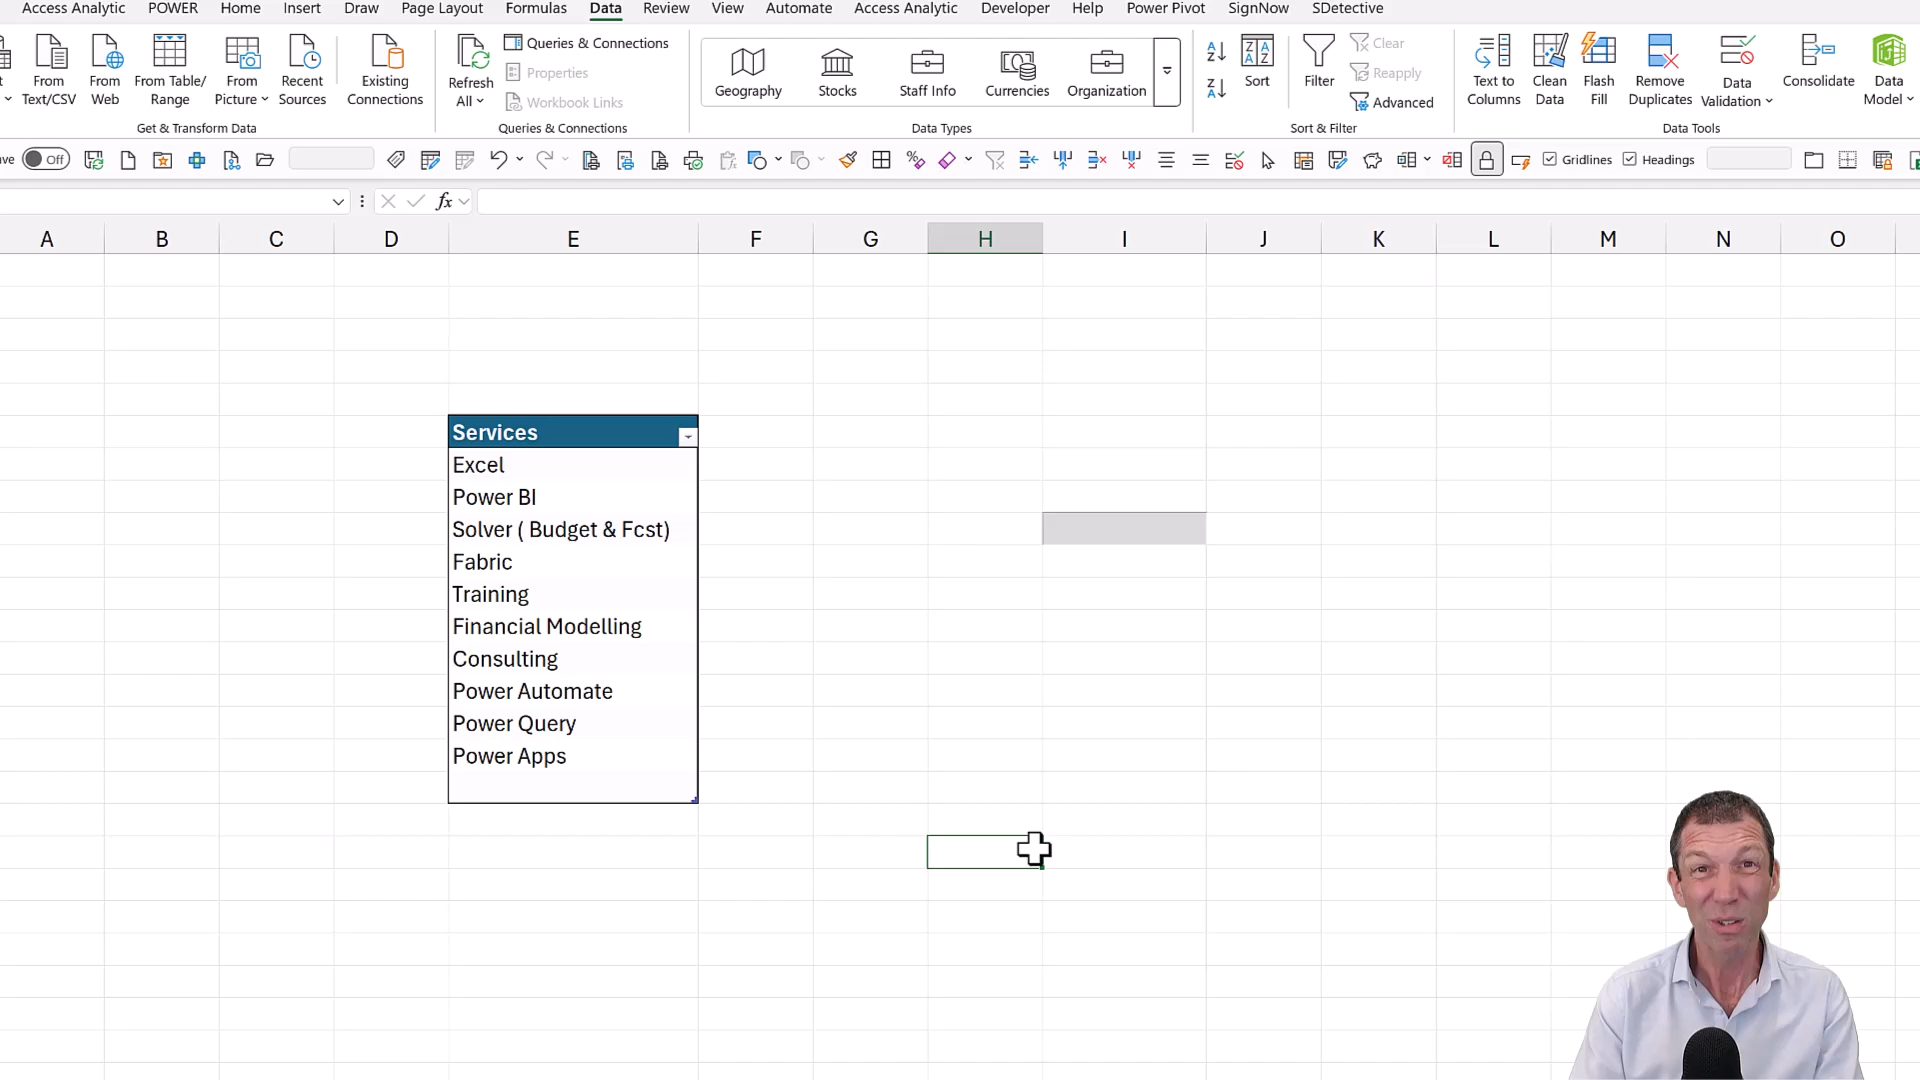 Access Analytic POWER Home Insert Draw Page Layout Formulas Data Review View Automate Access Analytic Developer Help Power Pivot SignNow SDetective
From Text/CSV
From Web
From Table/ Range
From Picture
Recent Sources
Existing Connections
Get & Transform Data
Refresh All
Queries & Connections
Properties
Workbook Links
Queries & Connections
Geography
Stocks
Staff Info
Currencies
Organization
Data Types
Sort
Filter
Clear
Reapply
Advanced
Sort & Filter
Text to Columns
Clean Data
Flash Fill
Remove Duplicates
Data Validation
Consolidate
Data Model
Data Tools
Off
Gridlines
Headings
fx
A B C D E F G H I J K L M N O
Services
Excel
Power BI
Solver ( Budget & Fcst)
Fabric
Training
Financial Modelling
Consulting
Power Automate
Power Query
Power Apps